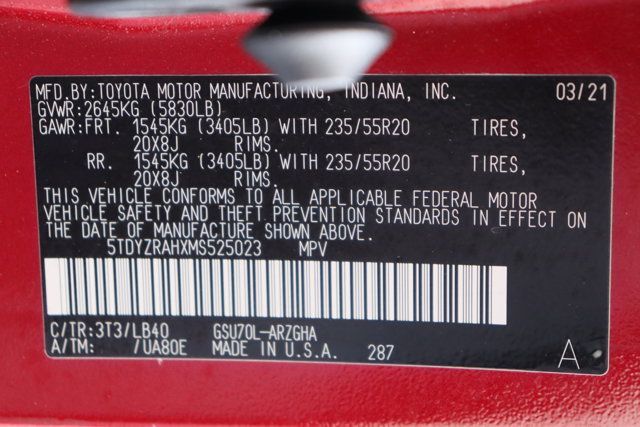 MFD.BY:TOYOTA MOTOR MANUFACTURING, INDIANA, INC. 03/21
GVWR:2645KG (5830LB)
GAWR:FRT. 1545KG (3405LB) WITH 235/55R20 TIRES,
20X8J RIMS.
RR. 1545KG (3405LB) WITH 235/55R20 TIRES,
20X8J RIMS.
THIS VEHICLE CONFORMS TO ALL APPLICABLE FEDERAL MOTOR
VEHICLE SAFETY AND THEFT PREVENTION STANDARDS IN EFFECT ON
THE DATE OF MANUFACTURE SHOWN ABOVE.
5TDYZRAHXMS525023 MPV
C/TR:3T3/LB40 GSU70L-ARZGHA
A/TM: /UA80E MADE IN U.S.A. 287 A